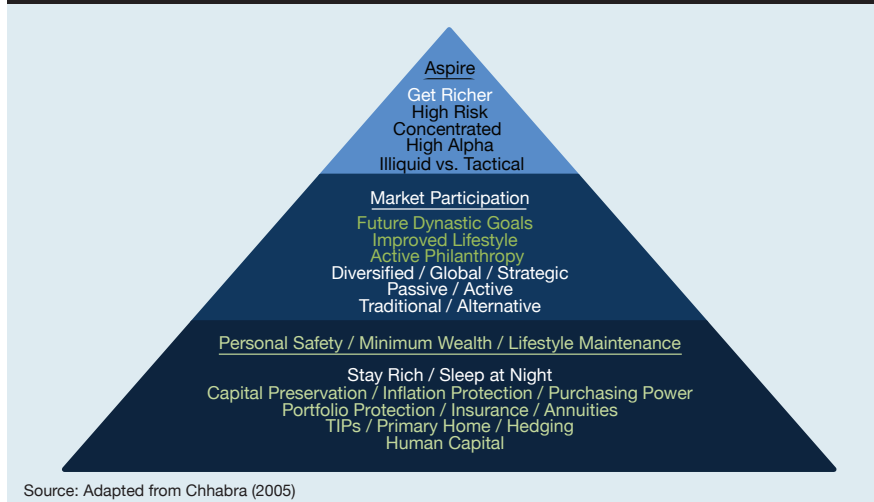 Aspire
Get Richer
High Risk
Concentrated
High Alpha
Illiquid vs. Tactical
Market Participation
Future Dynastic Goals
Improved Lifestyle
Active Philanthropy
Diversified / Global / Strategic
Passive / Active
Traditional / Alternative
Personal Safety / Minimum Wealth / Lifestyle Maintenance
Stay Rich / Sleep at Night
Capital Preservation / Inflation Protection / Purchasing Power
Portfolio Protection / Insurance / Annuities
TIPs / Primary Home / Hedging
Human Capital
Source: Adapted from Chhabra (2005)